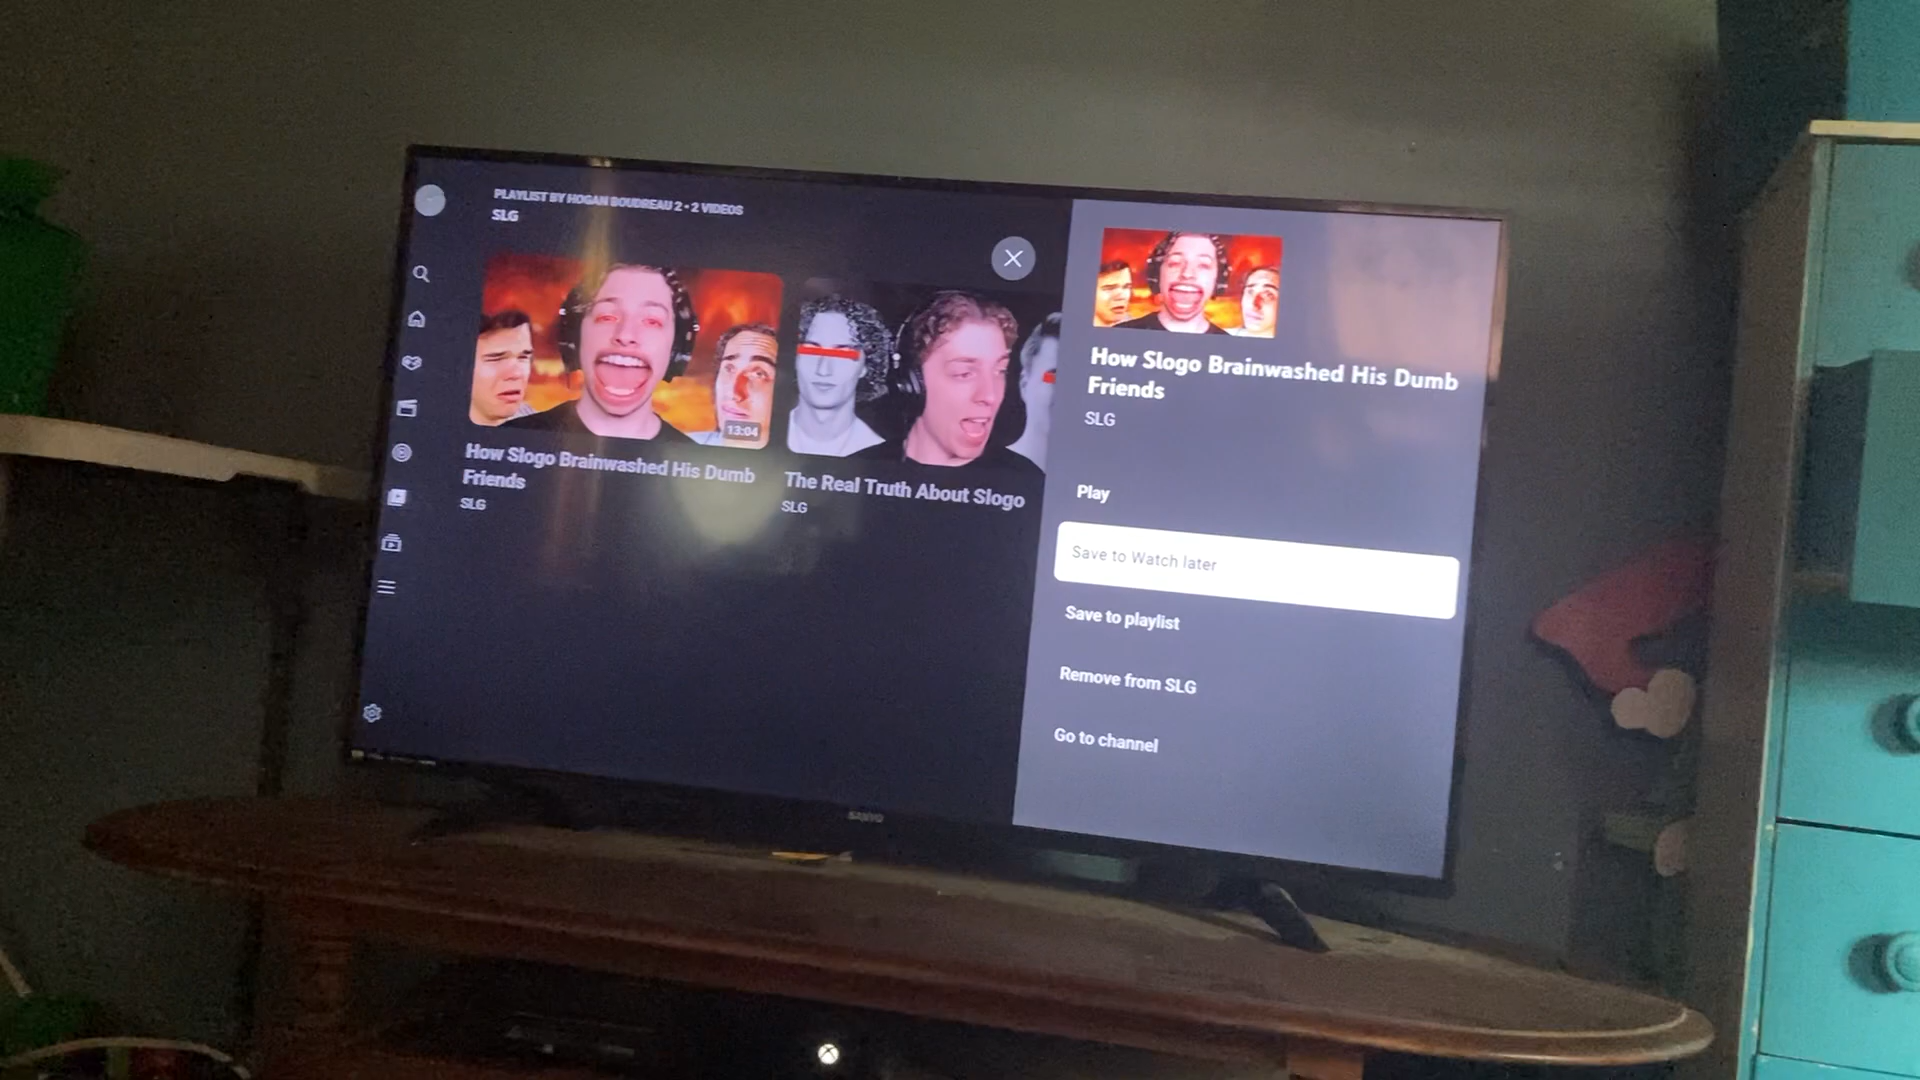 PLAYLIST BY HOGAN BOUDREAU 2 • 2 VIDEOS
SLG
13:04
How Slogo Brainwashed His Dumb
Friends
SLG
The Real Truth About Slogo
SLG
How Slogo Brainwashed His Dumb
Friends
SLG
Play
Save to Watch later
Save to playlist
Remove from SLG
Go to channel
SANYO